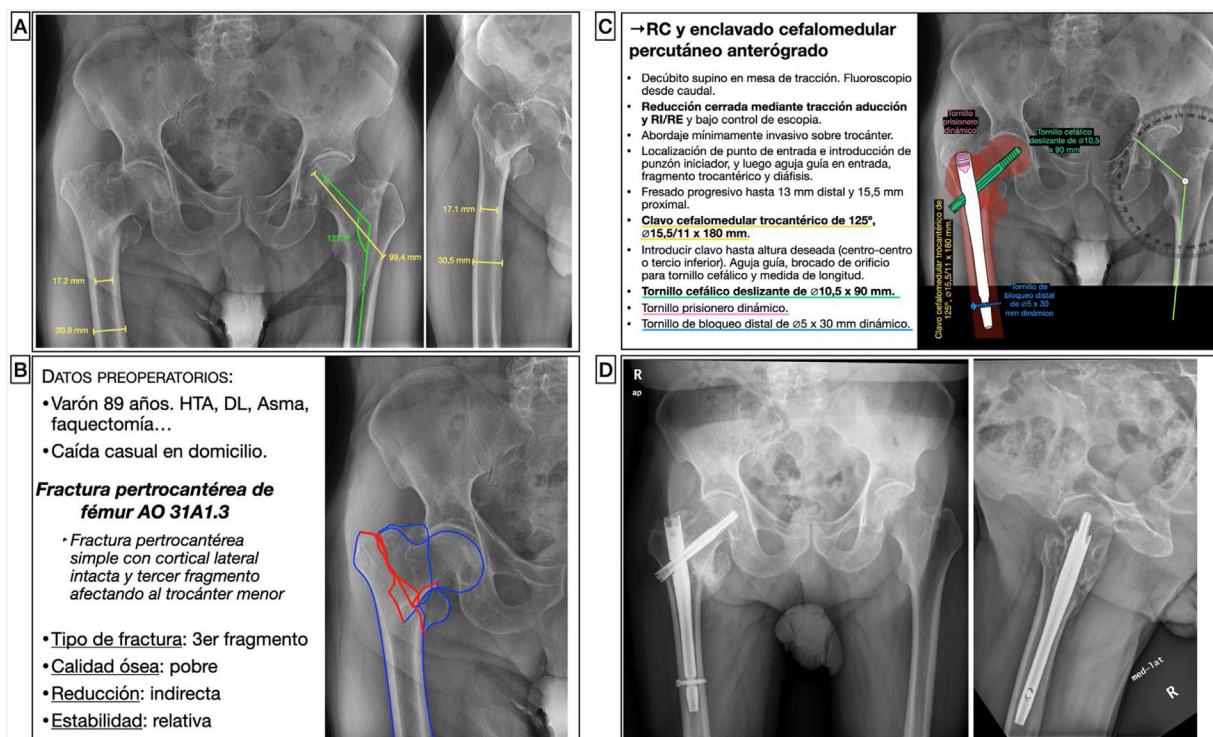 A
17.2 mm
30.9 mm
99,4 mm
17.1 mm
30,5 mm
B
DATOS PREOPERATORIOS:
•Varón 89 años. HTA, DL, Asma,
faquectomía…
•Caída casual en domicilio.
Fractura pertrocantérea de
fémur AO 31A1.3
‣Fractura pertrocantérea
simple con cortical lateral
intacta y tercer fragmento
afectando al trocánter menor
•Tipo de fractura: 3er fragmento
•Calidad ósea: pobre
•Reducción: indirecta
•Estabilidad: relativa
C
→RC y enclavado cefalomedular
percutáneo anterógrado
• Decúbito supino en mesa de tracción. Fluoroscopio
desde caudal.
• Reducción cerrada mediante tracción aducción
y RI/RE y bajo control de escopia.
• Abordaje mínimamente invasivo sobre trocánter.
• Localización de punto de entrada e introducción de
punzón iniciador, y luego aguja guía en entrada,
fragmento trocantérico y diáfisis.
• Fresado progresivo hasta 13 mm distal y 15,5 mm
proximal.
• Clavo cefalomedular trocantérico de 125º,
⌀15,5/11 x 180 mm.
• Introducir clavo hasta altura deseada (centro-centro
o tercio inferior). Aguja guía, brocado de orificio
para tornillo cefálico y medida de longitud.
• Tornillo cefálico deslizante de ⌀10,5 x 90 mm.
• Tornillo prisionero dinámico.
• Tornillo de bloqueo distal de ⌀5 x 30 mm dinámico.
Tornillo
prisionero
dinámico
Tornillo cefálico
deslizante de ⌀10,5
x 90 mm
Clavo cefalomedular trocantérico de
125º, ⌀15,5/11 x 180 mm.
Tornillo de
bloqueo distal
de ⌀5 x 30
mm dinámico
D
R
ap
med-lat
R